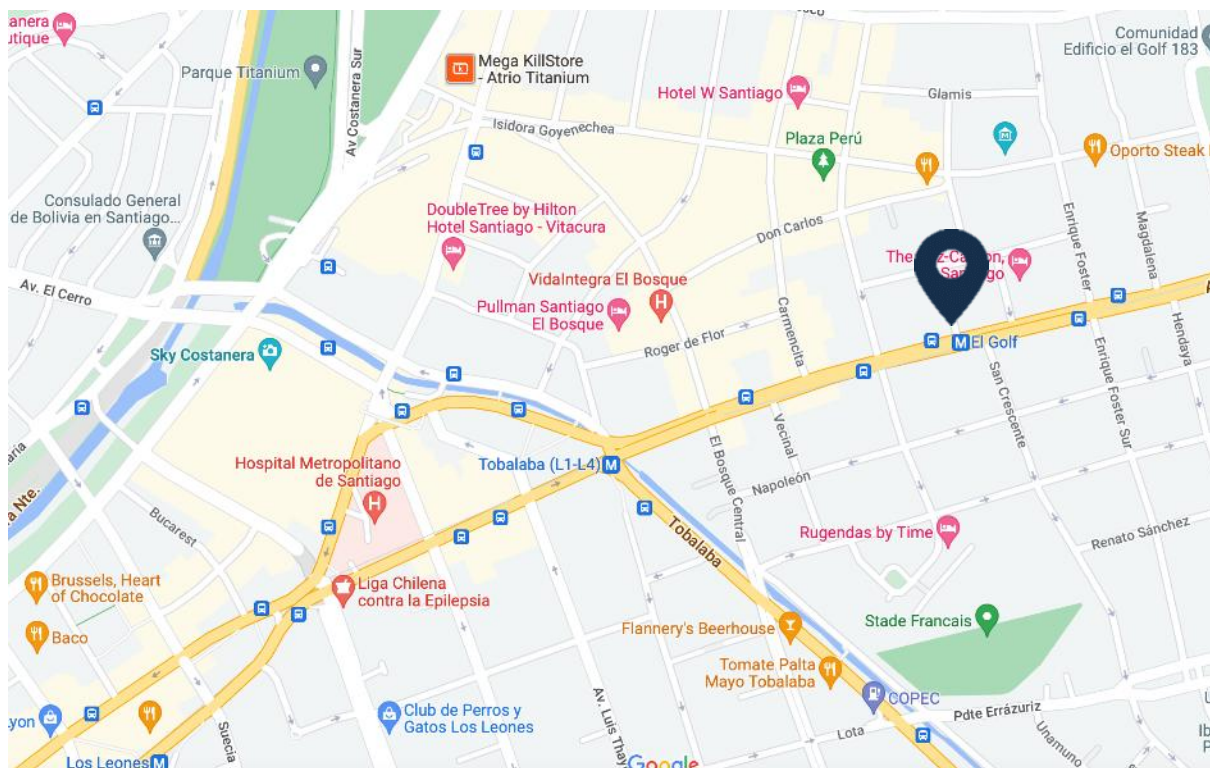 anera
utique
Parque Titanium
Av Costanera Sur
Mega KillStore
- Atrio Titanium
Hotel W Santiago
Comunidad
Edificio el Golf 183
Glamis
Isidora Goyenechea
Plaza Perú
Oporto Steak
Consulado General
de Bolivia en Santiago...
DoubleTree by Hilton
Hotel Santiago - Vitacura
Don Carlos
Enrique Foster
Magdalena
Santiago
VidaIntegra El Bosque
Av. El Cerro
Pullman Santiago
El Bosque
Carmencita
Roger de Flor
Sky Costanera
El Golf
Hendaya
San Crescente
Enrique Foster Sur
Vecinal
El Bosque Central
Hospital Metropolitano
de Santiago
Tobalaba (L1-L4)
Napoleón
Nte.
Bucarest
Tobalaba
Rugendas by Time
Renato Sánchez
Brussels, Heart
of Chocolate
Liga Chilena
contra la Epilepsia
Baco
Flannery's Beerhouse
Stade Francais
Tomate Palta
Mayo Tobalaba
COPEC
Lyon
Club de Perros y
Gatos Los Leones
Suecia
Av. Luis Thay
Lota
Pdte Errázuriz
Unamuno
Los Leones
Google